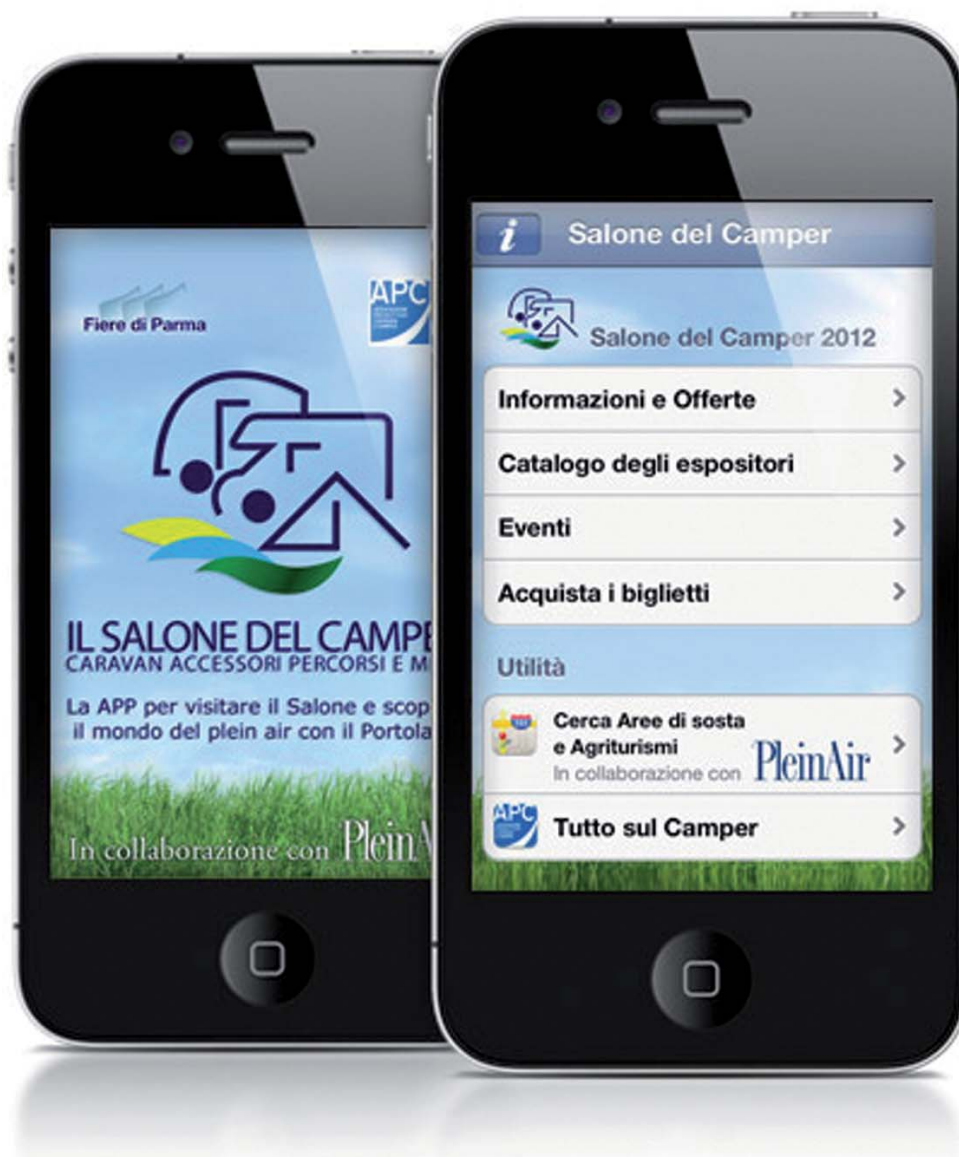 Fiere di Parma
APC
IL SALONE DEL CAMPE
CARAVAN ACCESSORI PERCORSI E M
La APP per visitare il Salone e scop
il mondo del plein air con il Portola
In collaborazione con Plein
i Salone del Camper
Salone del Camper 2012
Informazioni e Offerte
Catalogo degli espositori
Eventi
Acquista i biglietti
Utilità
Cerca Aree di sosta
e Agriturismi
In collaborazione con PleinAir
APC
Tutto sul Camper